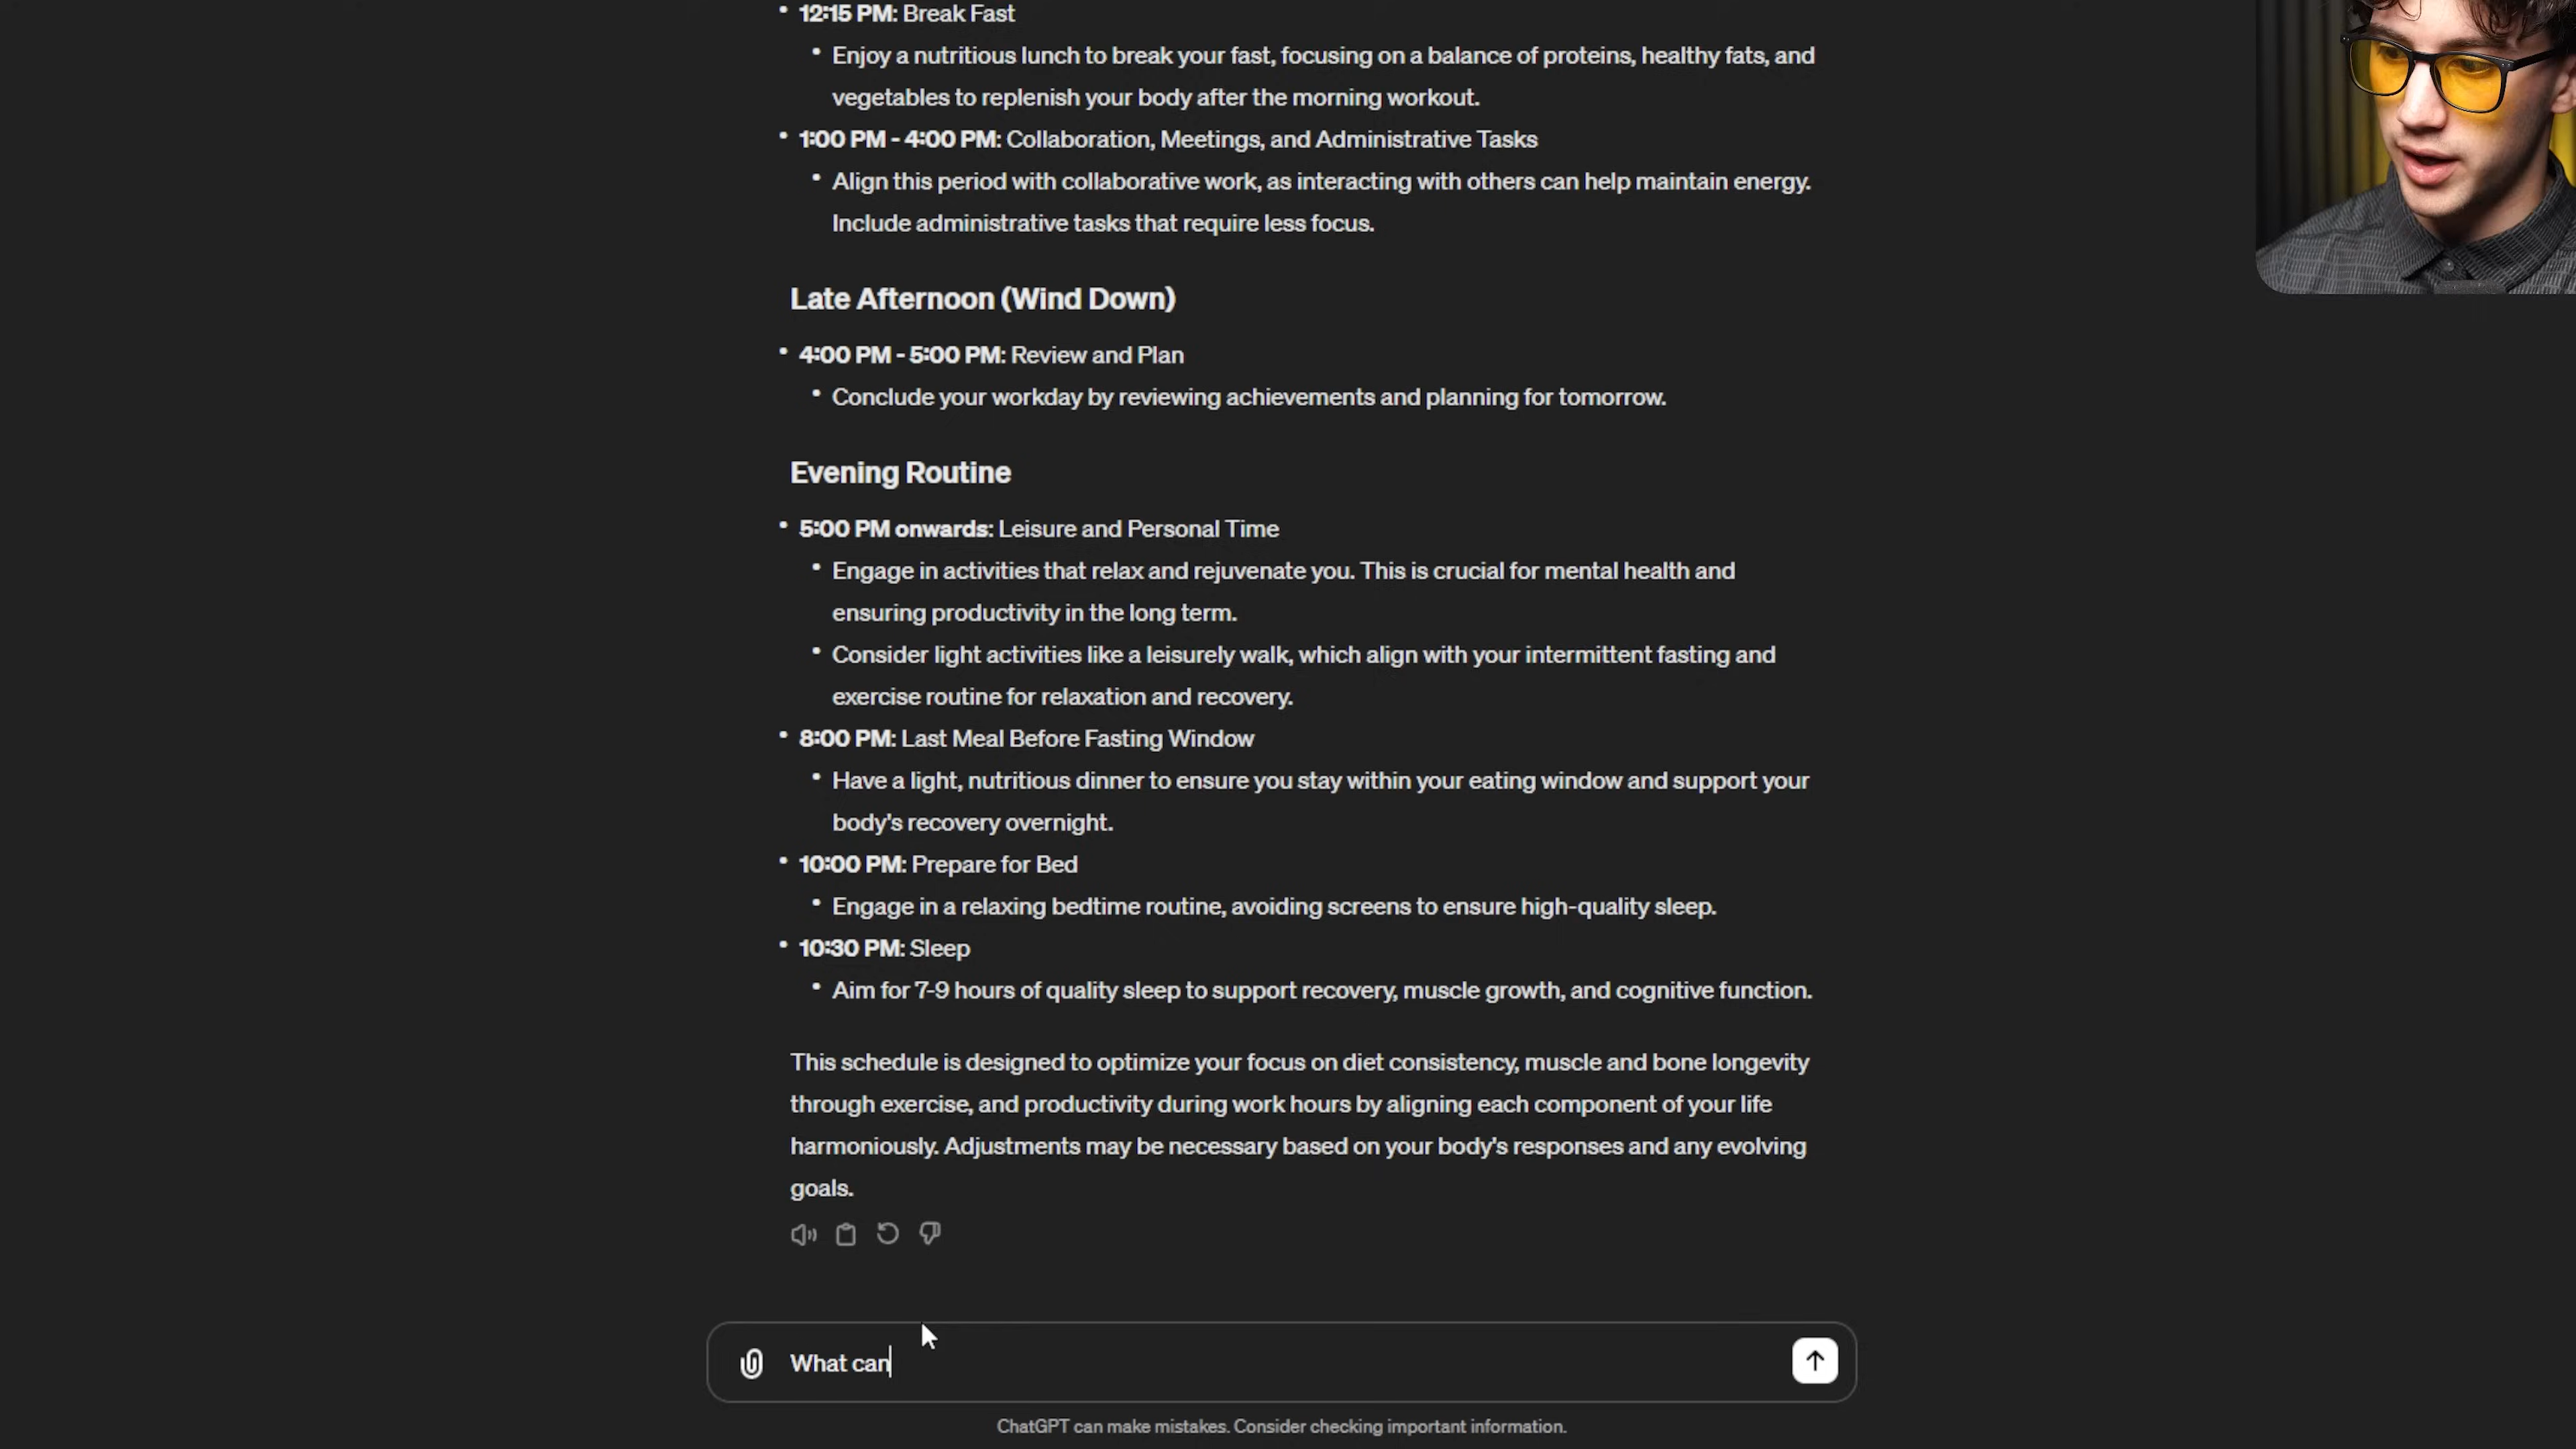 • 12:15 PM: Break Fast
• Enjoy a nutritious lunch to break your fast, focusing on a balance of proteins, healthy fats, and
vegetables to replenish your body after the morning workout.
• 1:00 PM - 4:00 PM: Collaboration, Meetings, and Administrative Tasks
• Align this period with collaborative work, as interacting with others can help maintain energy.
Include administrative tasks that require less focus.
Late Afternoon (Wind Down)
• 4:00 PM - 5:00 PM: Review and Plan
• Conclude your workday by reviewing achievements and planning for tomorrow.
Evening Routine
• 5:00 PM onwards: Leisure and Personal Time
• Engage in activities that relax and rejuvenate you. This is crucial for mental health and
ensuring productivity in the long term.
• Consider light activities like a leisurely walk, which align with your intermittent fasting and
exercise routine for relaxation and recovery.
• 8:00 PM: Last Meal Before Fasting Window
• Have a light, nutritious dinner to ensure you stay within your eating window and support your
body's recovery overnight.
• 10:00 PM: Prepare for Bed
• Engage in a relaxing bedtime routine, avoiding screens to ensure high-quality sleep.
• 10:30 PM: Sleep
• Aim for 7-9 hours of quality sleep to support recovery, muscle growth, and cognitive function.
This schedule is designed to optimize your focus on diet consistency, muscle and bone longevity
through exercise, and productivity during work hours by aligning each component of your life
harmoniously. Adjustments may be necessary based on your body's responses and any evolving
goals.
What can
ChatGPT can make mistakes. Consider checking important information.